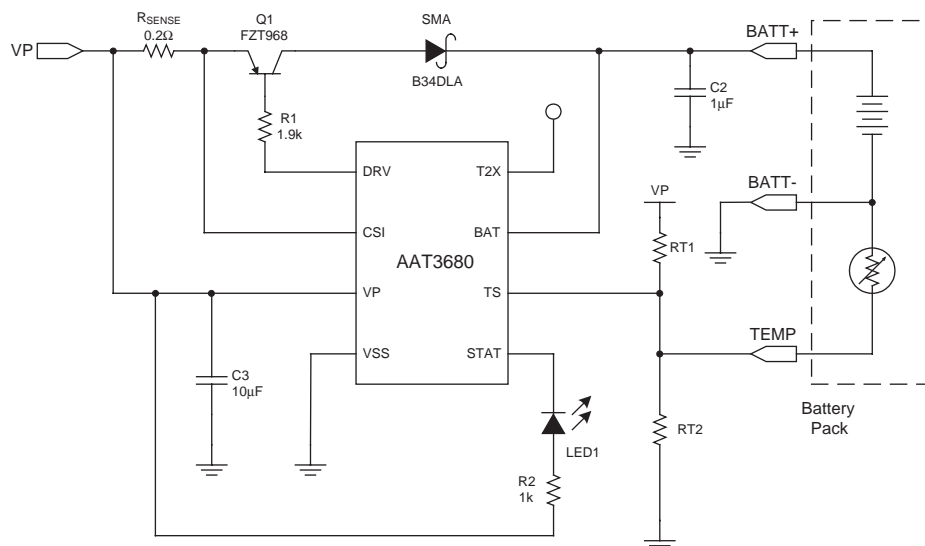 VP
RSENSE
0.2Ω
Q1
FZT968
SMA
B34DLA
BATT+
C2
1μF
R1
1.9k
DRV
T2X
BATT-
VP
CSI
BAT
RT1
AAT3680
VP
TS
TEMP
VSS
STAT
C3
10μF
Battery
Pack
LED1
RT2
R2
1k